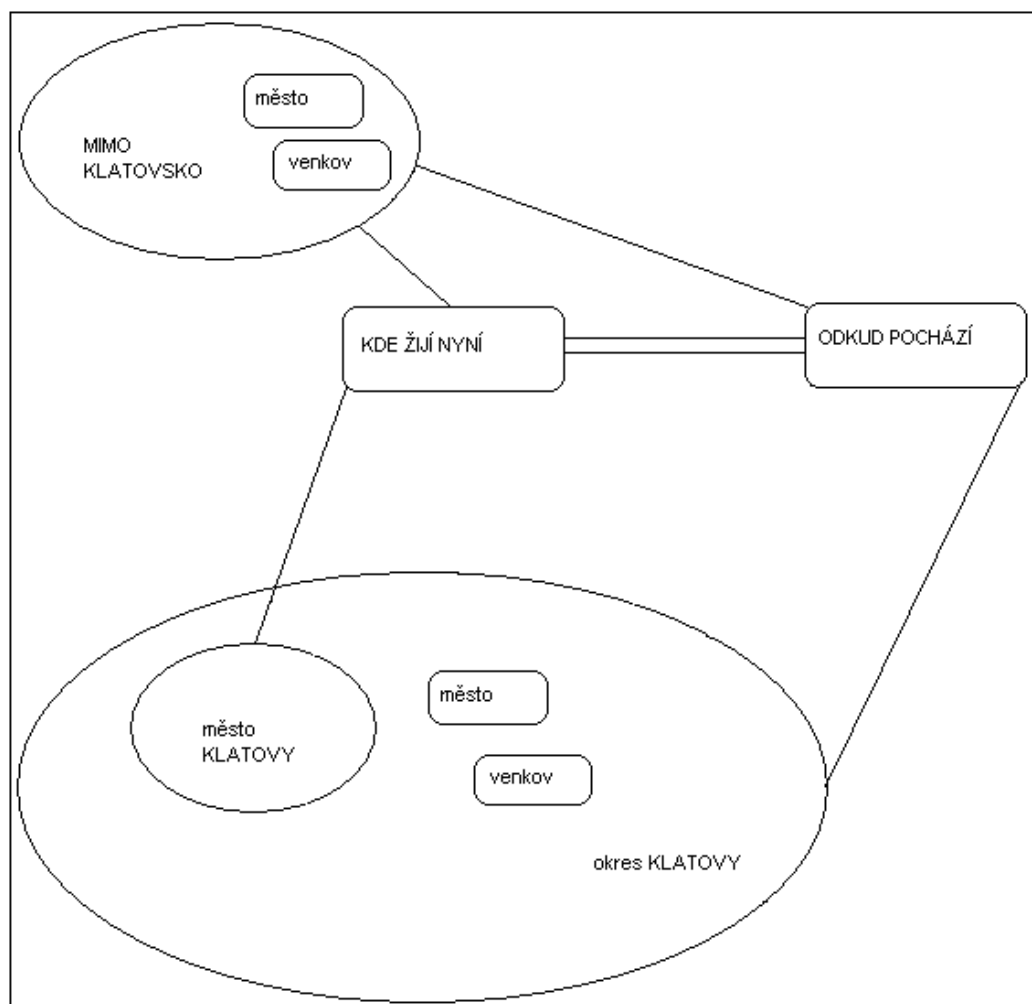 město
MIMO
KLATOVSKO
venkov
KDE ŽIJÍ NYNÍ
ODKUD POCHÁZÍ
město
město
KLATOVY
venkov
okres KLATOVY